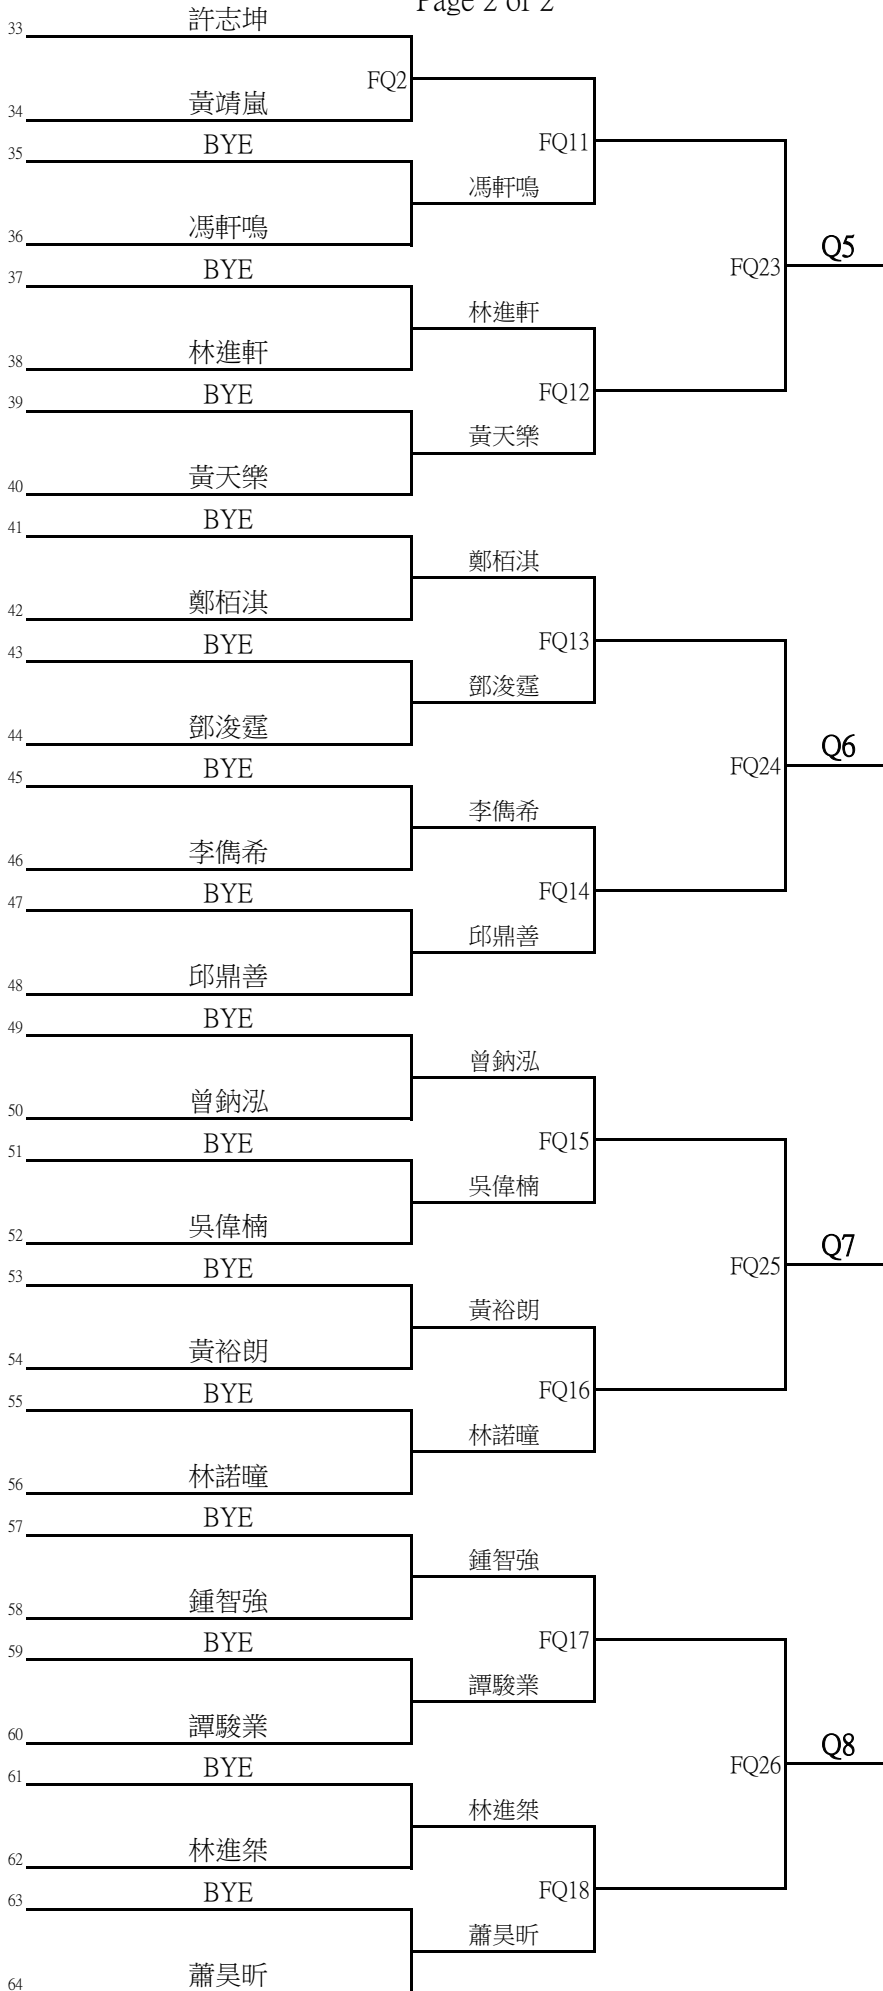 Page 2 of 2
33 許志坤
FQ2
34 黃靖嵐
35 BYE
FQ11
馮軒鳴
36 馮軒鳴
Q5
37 BYE
FQ23
林進軒
38 林進軒
39 BYE
FQ12
黃天樂
40 黃天樂
41 BYE
鄭栢淇
42 鄭栢淇
43 BYE
FQ13
鄧浚霆
44 鄧浚霆
Q6
45 BYE
FQ24
李雋希
46 李雋希
47 BYE
FQ14
邱鼎善
48 邱鼎善
49 BYE
曾鈉泓
50 曾鈉泓
51 BYE
FQ15
吳偉楠
52 吳偉楠
Q7
53 BYE
FQ25
黃裕朗
54 黃裕朗
55 BYE
FQ16
林諾曈
56 林諾曈
57 BYE
鍾智強
58 鍾智強
59 BYE
FQ17
譚駿業
60 譚駿業
Q8
61 BYE
FQ26
林進桀
62 林進桀
63 BYE
FQ18
蕭昊昕
64 蕭昊昕